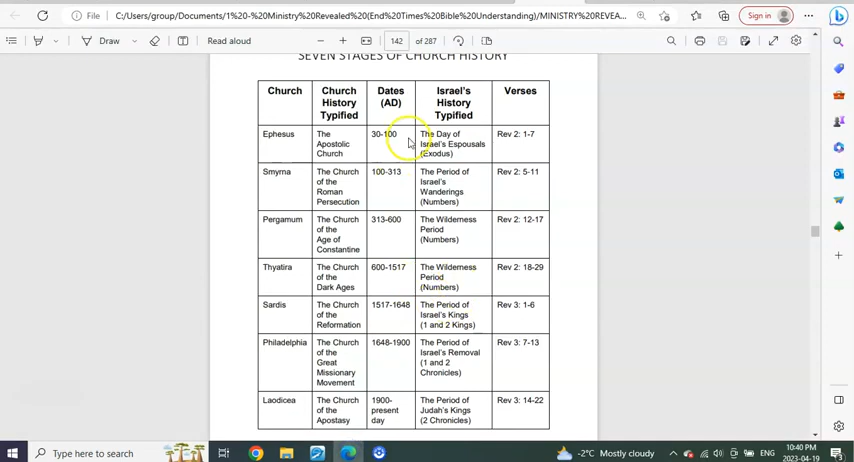 File
C:/Users/group/Documents/1%20-%20Ministry%20Revealed%20(End%20Times%20Bible%20Understanding)/MINISTRY%20REVEA...
Sign in
Draw
Read aloud
142 of 287
SEVEN STAGES OF CHURCH HISTORY
Church
Church
History
Typified
Dates
(AD)
Israel's
History
Typified
Verses
Ephesus
The
Apostolic
Church
30-100
The Day of
Israel's Espousals
(Exodus)
Rev 2: 1-7
Smyrna
The Church
of the
Roman
Persecution
100-313
The Period of
Israel's
Wanderings
(Numbers)
Rev 2: 5-11
Pergamum
The Church
of the
Age of
Constantine
313-600
The Wilderness
Period
(Numbers)
Rev 2: 12-17
Thyatira
The Church
of the
Dark Ages
600-1517
The Wilderness
Period
(Numbers)
Rev 2: 18-29
Sardis
The Church
of the
Reformation
1517-1648
The Period of
Israel's Kings
(1 and 2 Kings)
Rev 3: 1-6
Philadelphia
The Church
of the
Great
Missionary
Movement
1648-1900
The Period of
Israel's Removal
(1 and 2
Chronicles)
Rev 3: 7-13
Laodicea
The Church
of the
Apostasy
1900-
present
day
The Period of
Judah's Kings
(2 Chronicles)
Rev 3: 14-22
Type here to search
-2°C Mostly cloudy
ENG
10:40 PM
2023-04-19